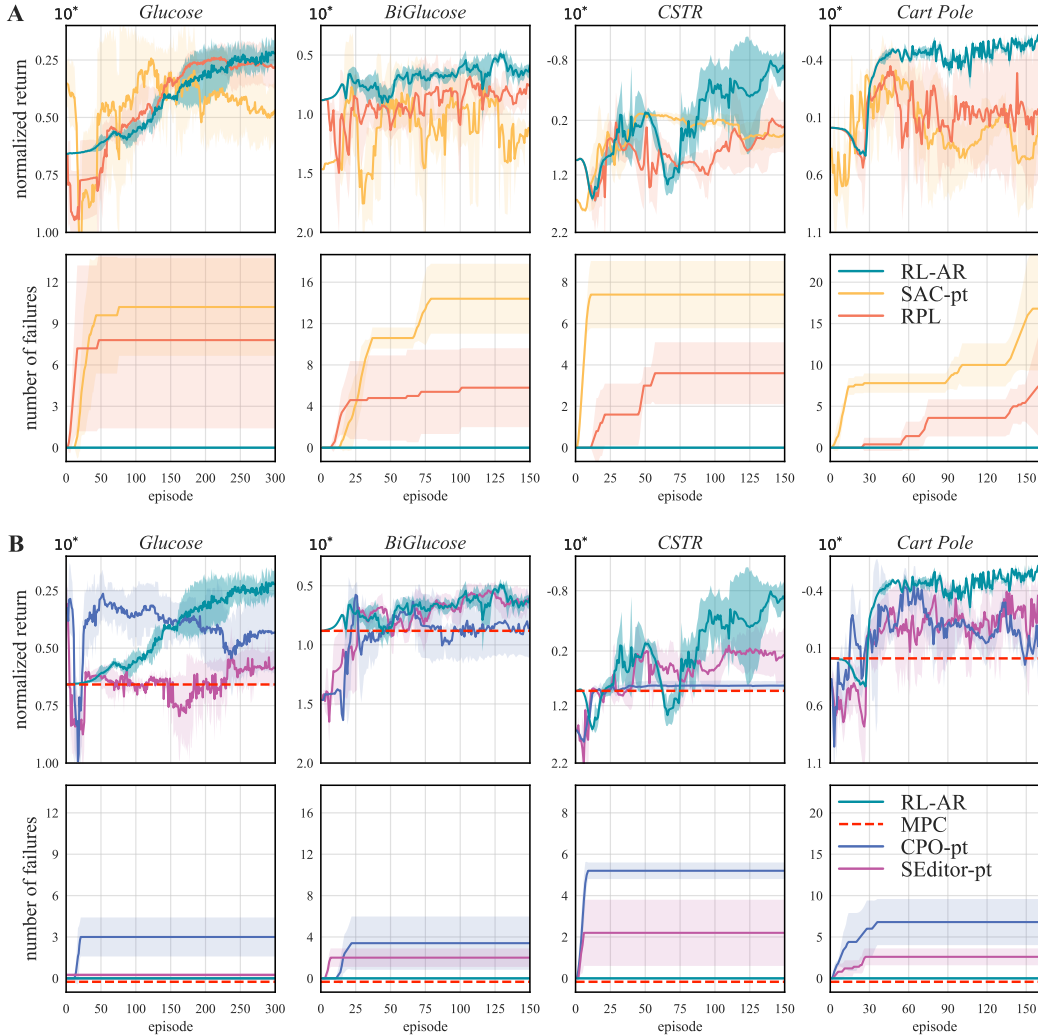 A
Glucose
BiGlucose
CSTR
Cart Pole
10*
10*
10*
10*
normalized return
0.25
0.50
0.75
1.00
0.5
1.0
1.5
2.0
-0.8
0.2
1.2
2.2
-0.4
0.1
0.6
1.1
number of failures
12
9
6
3
0
16
12
8
4
0
8
6
4
2
0
20
15
10
5
0
RL-AR
SAC-pt
RPL
0 50 100 150 200 250 300
0 25 50 75 100 125 150
0 25 50 75 100 125 150
0 30 60 90 120 150
episode
episode
episode
episode
B
Glucose
BiGlucose
CSTR
Cart Pole
10*
10*
10*
10*
normalized return
0.25
0.50
0.75
1.00
0.5
1.0
1.5
2.0
-0.8
0.2
1.2
2.2
-0.4
0.1
0.6
1.1
number of failures
12
9
6
3
0
16
12
8
4
0
8
6
4
2
0
20
15
10
5
0
RL-AR
MPC
CPO-pt
SEditor-pt
0 50 100 150 200 250 300
0 25 50 75 100 125 150
0 25 50 75 100 125 150
0 30 60 90 120 150
episode
episode
episode
episode